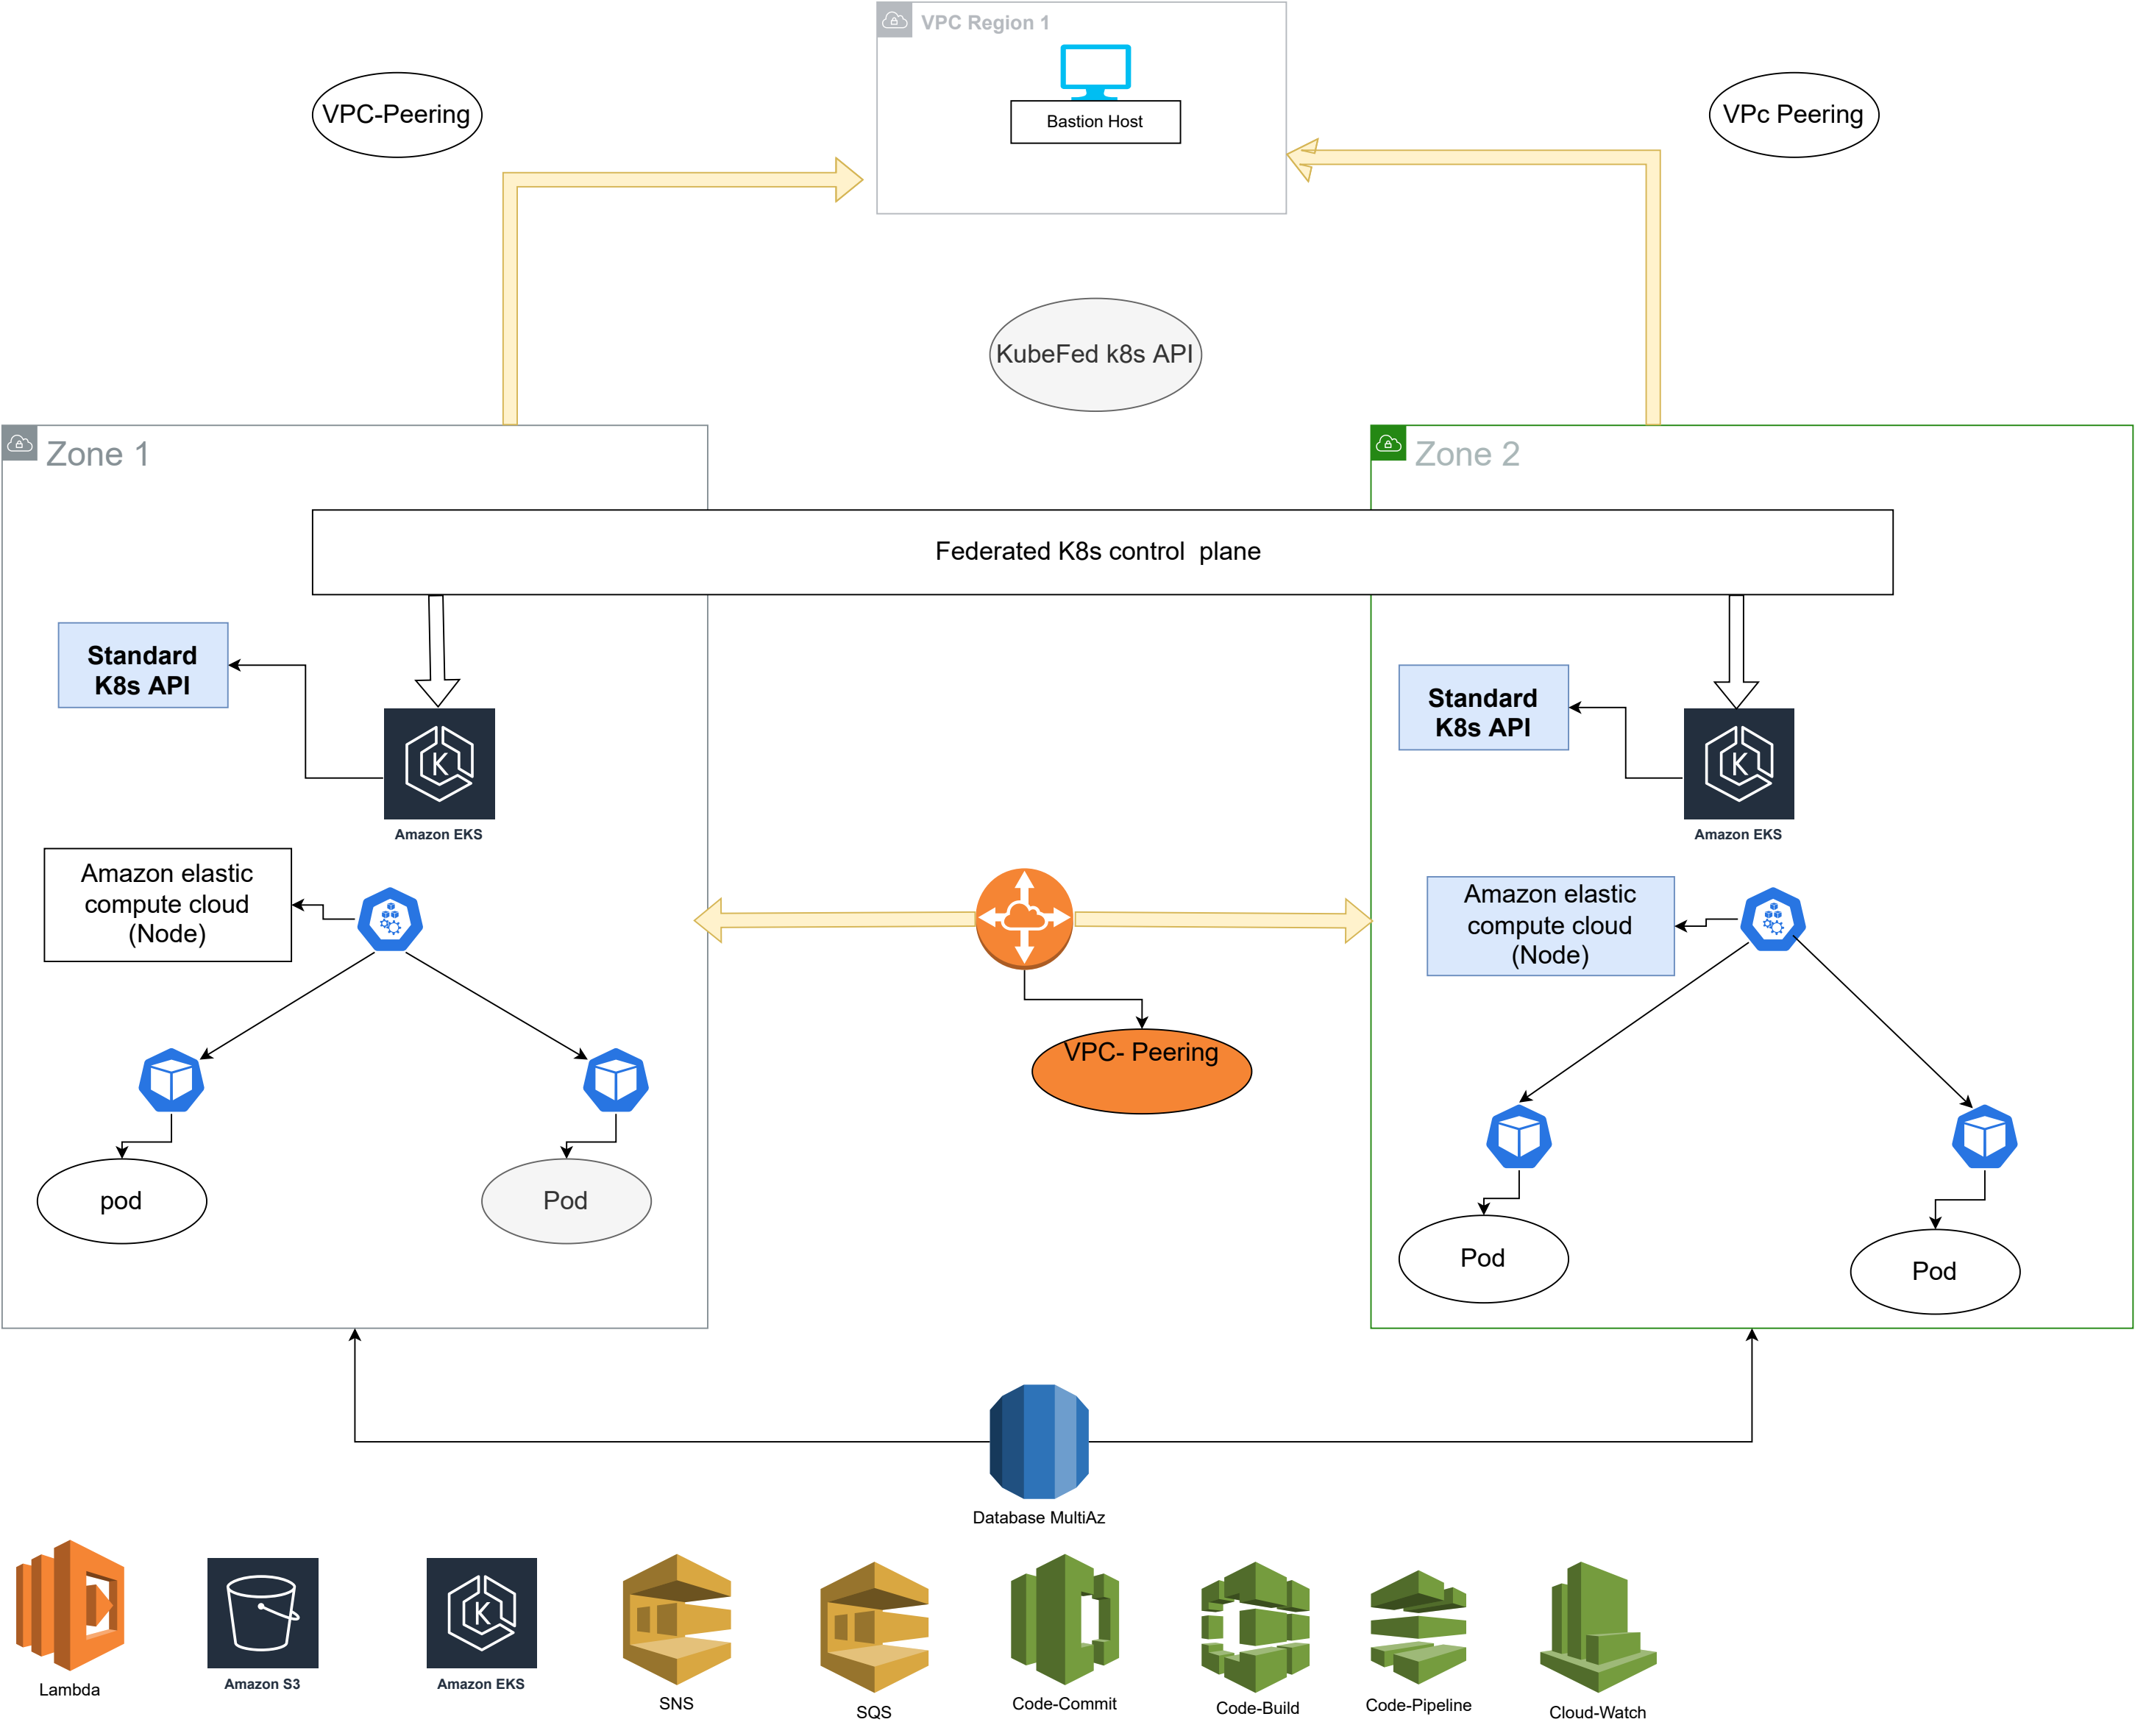 VPC Region 1
Bastion Host
VPC-Peering
VPc Peering
KubeFed k8s API
Zone 1
Zone 2
Federated K8s control  plane
Standard
K8s API
Standard
K8s API
K
Amazon EKS
K
Amazon EKS
Amazon elastic
compute cloud
(Node)
Amazon elastic
compute cloud
(Node)
VPC- Peering
pod
Pod
Pod
Pod
Database MultiAz
Lambda
Amazon S3
K
Amazon EKS
SNS
SQS
Code-Commit
Code-Build
Code-Pipeline
Cloud-Watch